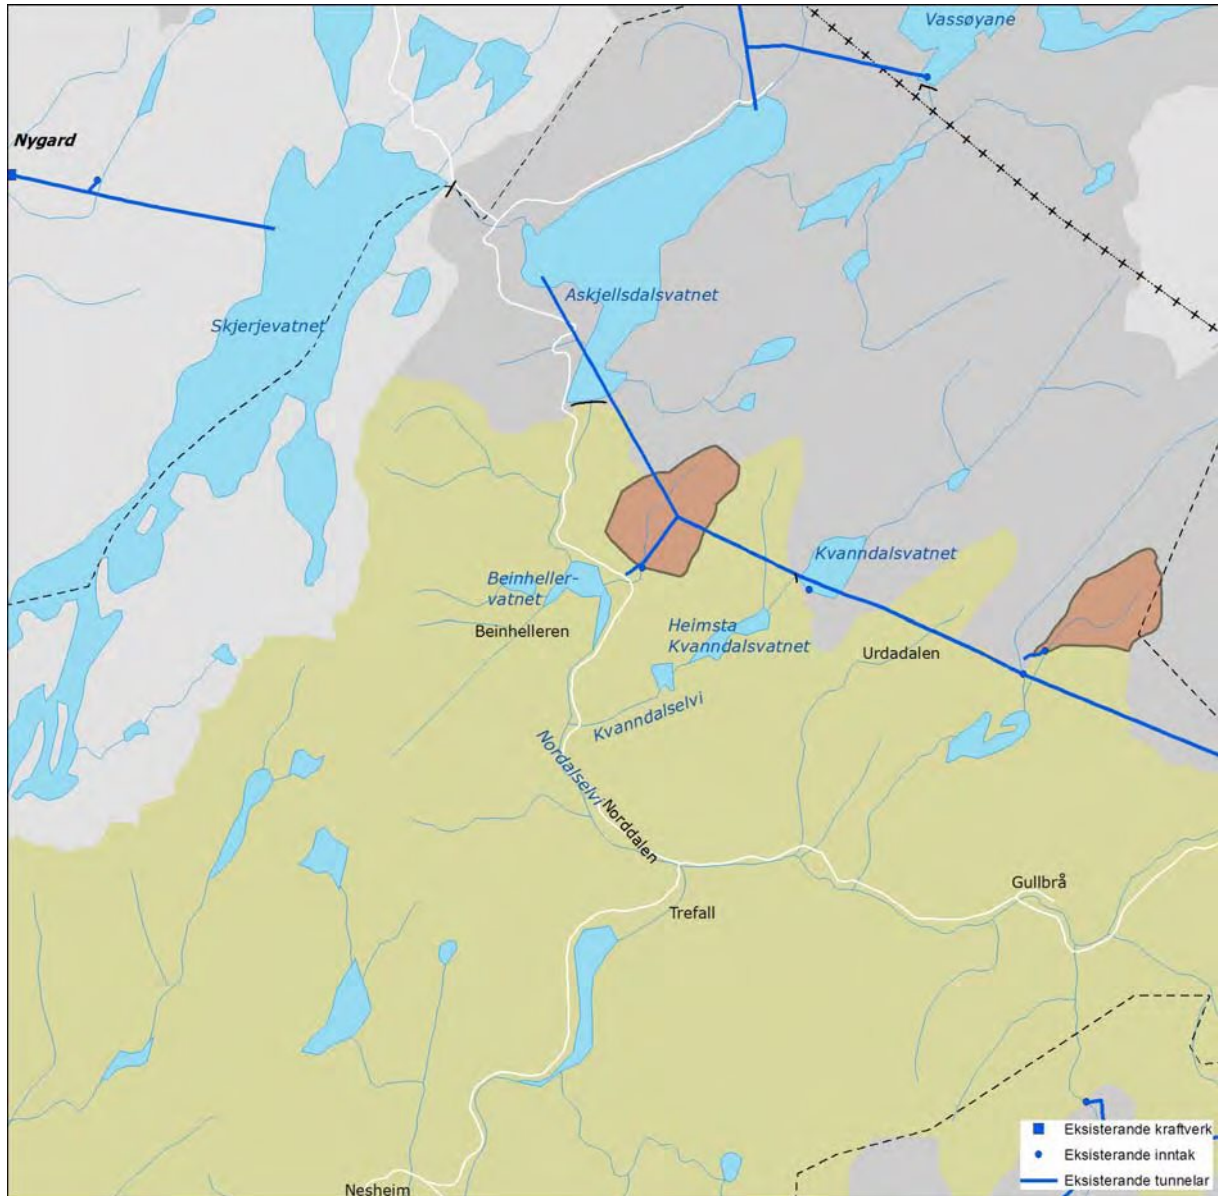 Vassøyane
Nygard
Askjellsdalsvatnet
Skjerjevatnet
Kvanndalsvatnet
Beinheller-
vatnet
Beinhelleren
Heimsta
Kvanndalsvatnet
Urdadalen
Kvanndalselvi
Nordalselvi
Norddalen
Gullbrå
Trefall
Nesheim
Eksisterande kraftverk
Eksisterande inntak
Eksisterande tunnelar